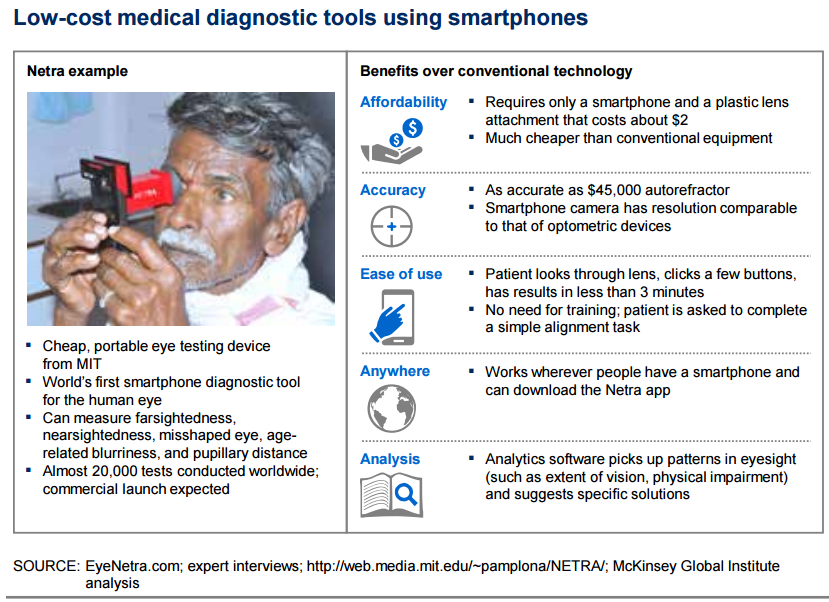 Low-cost medical diagnostic tools using smartphones
Netra example
NETRA
▪ Cheap, portable eye testing device
from MIT
▪ World’s first smartphone diagnostic tool
for the human eye
▪ Can measure farsightedness,
nearsightedness, misshaped eye, age-
related blurriness, and pupillary distance
▪ Almost 20,000 tests conducted worldwide;
commercial launch expected
Benefits over conventional technology
Affordability
$ $
▪ Requires only a smartphone and a plastic lens
attachment that costs about $2
▪ Much cheaper than conventional equipment
Accuracy
▪ As accurate as $45,000 autorefractor
▪ Smartphone camera has resolution comparable
to that of optometric devices
Ease of use
▪ Patient looks through lens, clicks a few buttons,
has results in less than 3 minutes
▪ No need for training; patient is asked to complete
a simple alignment task
Anywhere
▪ Works wherever people have a smartphone and
can download the Netra app
Analysis
▪ Analytics software picks up patterns in eyesight
(such as extent of vision, physical impairment)
and suggests specific solutions
SOURCE: EyeNetra.com; expert interviews; http://web.media.mit.edu/~pamplona/NETRA/; McKinsey Global Institute
analysis